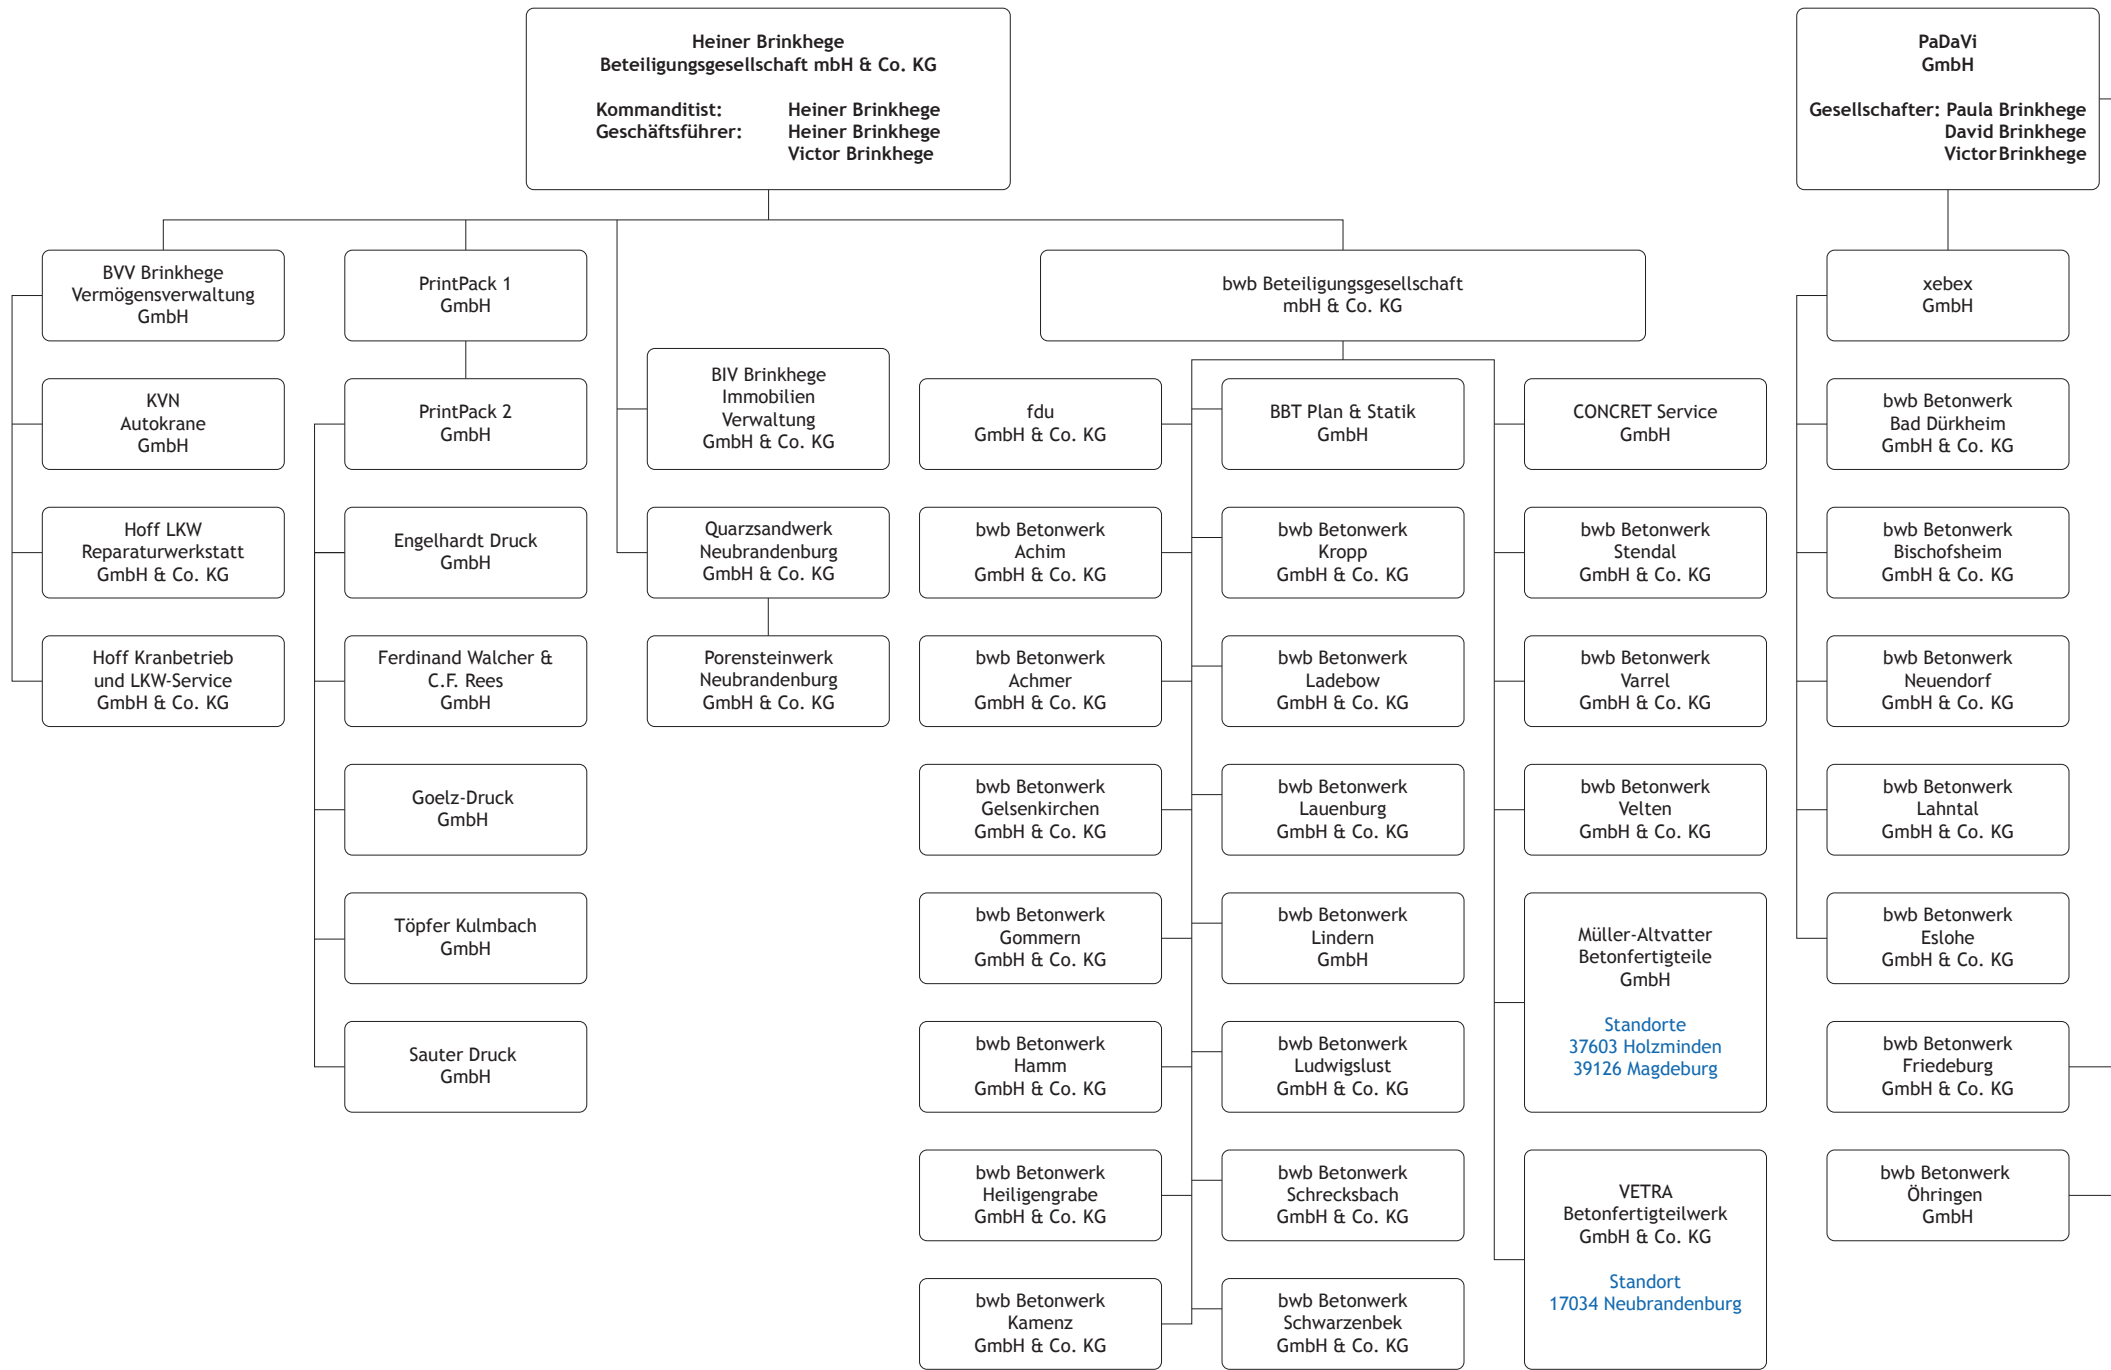 Heiner Brinkhege
Beteiligungsgesellschaft mbH & Co. KG
Kommanditist: Heiner Brinkhege
Geschäftsführer: Heiner Brinkhege
Victor Brinkhege
PaDaVi
GmbH
Gesellschafter: Paula Brinkhege
David Brinkhege
Victor Brinkhege
BVV Brinkhege
Vermögensverwaltung
GmbH
KVN
Autokrane
GmbH
Hoff LKW
Reparaturwerkstatt
GmbH & Co. KG
Hoff Kranbetrieb
und LKW-Service
GmbH & Co. KG
PrintPack 1
GmbH
PrintPack 2
GmbH
Engelhardt Druck
GmbH
Ferdinand Walcher &
C.F. Rees
GmbH
Goelz-Druck
GmbH
Töpfer Kulmbach
GmbH
Sauter Druck
GmbH
BIV Brinkhege
Immobilien
Verwaltung
GmbH & Co. KG
Quarzsandwerk
Neubrandenburg
GmbH & Co. KG
Porensteinwerk
Neubrandenburg
GmbH & Co. KG
bwb Beteiligungsgesellschaft
mbH & Co. KG
fdu
GmbH & Co. KG
bwb Betonwerk
Achim
GmbH & Co. KG
bwb Betonwerk
Achmer
GmbH & Co. KG
bwb Betonwerk
Gelsenkirchen
GmbH & Co. KG
bwb Betonwerk
Gommern
GmbH & Co. KG
bwb Betonwerk
Hamm
GmbH & Co. KG
bwb Betonwerk
Heiligengrabe
GmbH & Co. KG
bwb Betonwerk
Kamenz
GmbH & Co. KG
BBT Plan & Statik
GmbH
bwb Betonwerk
Kropp
GmbH & Co. KG
bwb Betonwerk
Ladebow
GmbH & Co. KG
bwb Betonwerk
Lauenburg
GmbH & Co. KG
bwb Betonwerk
Lindern
GmbH
bwb Betonwerk
Ludwigslust
GmbH & Co. KG
bwb Betonwerk
Schrecksbach
GmbH & Co. KG
bwb Betonwerk
Schwarzenbek
GmbH & Co. KG
CONCRET Service
GmbH
bwb Betonwerk
Stendal
GmbH & Co. KG
bwb Betonwerk
Varrel
GmbH & Co. KG
bwb Betonwerk
Velten
GmbH & Co. KG
Müller-Altvatter
Betonfertigteile
GmbH
Standorte
37603 Holzminden
39126 Magdeburg
VETRA
Betonfertigteilwerk
GmbH & Co. KG
Standort
17034 Neubrandenburg
xebex
GmbH
bwb Betonwerk
Bad Dürkheim
GmbH & Co. KG
bwb Betonwerk
Bischofsheim
GmbH & Co. KG
bwb Betonwerk
Neuendorf
GmbH & Co. KG
bwb Betonwerk
Lahntal
GmbH & Co. KG
bwb Betonwerk
Eslohe
GmbH & Co. KG
bwb Betonwerk
Friedeburg
GmbH & Co. KG
bwb Betonwerk
Öhringen
GmbH